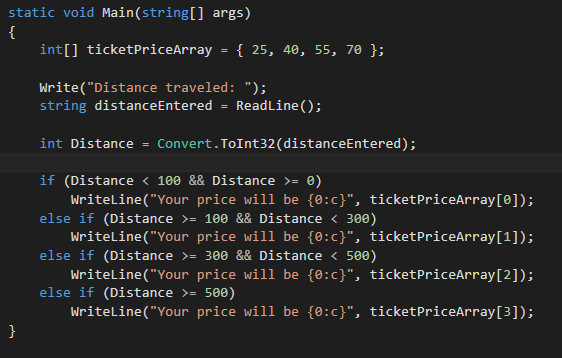 static void Main(string[] args)
{
    int[] ticketPriceArray = { 25, 40, 55, 70 };
    Write("Distance traveled: ");
    string distanceEntered = ReadLine();
    int Distance = Convert.ToInt32(distanceEntered);
    if (Distance < 100 && Distance >= 0)
        WriteLine("Your price will be {0:c}", ticketPriceArray[0]);
    else if (Distance >= 100 && Distance < 300)
        WriteLine("Your price will be {0:c}", ticketPriceArray[1]);
    else if (Distance >= 300 && Distance < 500)
        WriteLine("Your price will be {0:c}", ticketPriceArray[2]);
    else if (Distance >= 500)
        WriteLine("Your price will be {0:c}", ticketPriceArray[3]);
}